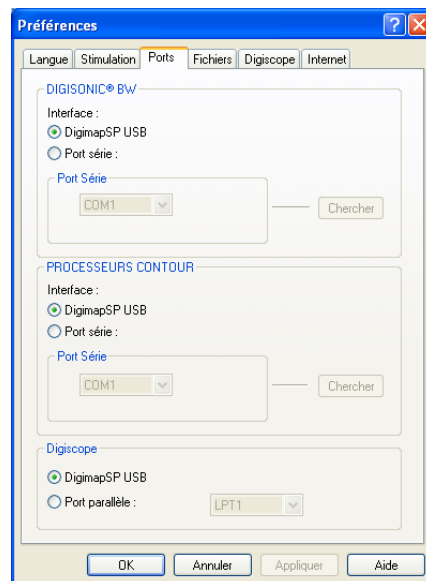 Préférences
Langue Stimulation Ports Fichiers Digiscope Internet
DIGISONIC® BW
Interface :
DigimapSP USB
Port série :
Port Série
COM1 Chercher
PROCESSEURS CONTOUR
Interface :
DigimapSP USB
Port série :
Port Série
COM1 Chercher
Digiscope
DigimapSP USB
Port parallèle : LPT1
OK Annuler Appliquer Aide